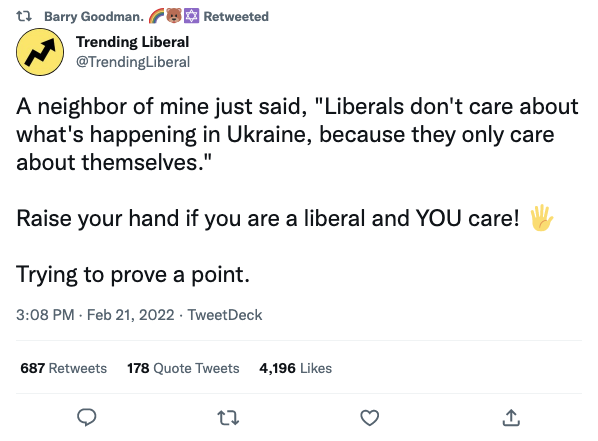 Barry Goodman. 🌈🐻✡️ Retweeted
Trending Liberal
@TrendingLiberal
A neighbor of mine just said, "Liberals don't care about
what's happening in Ukraine, because they only care
about themselves."
Raise your hand if you are a liberal and YOU care! 🖐
Trying to prove a point.
3:08 PM · Feb 21, 2022 · TweetDeck
687 Retweets 178 Quote Tweets 4,196 Likes